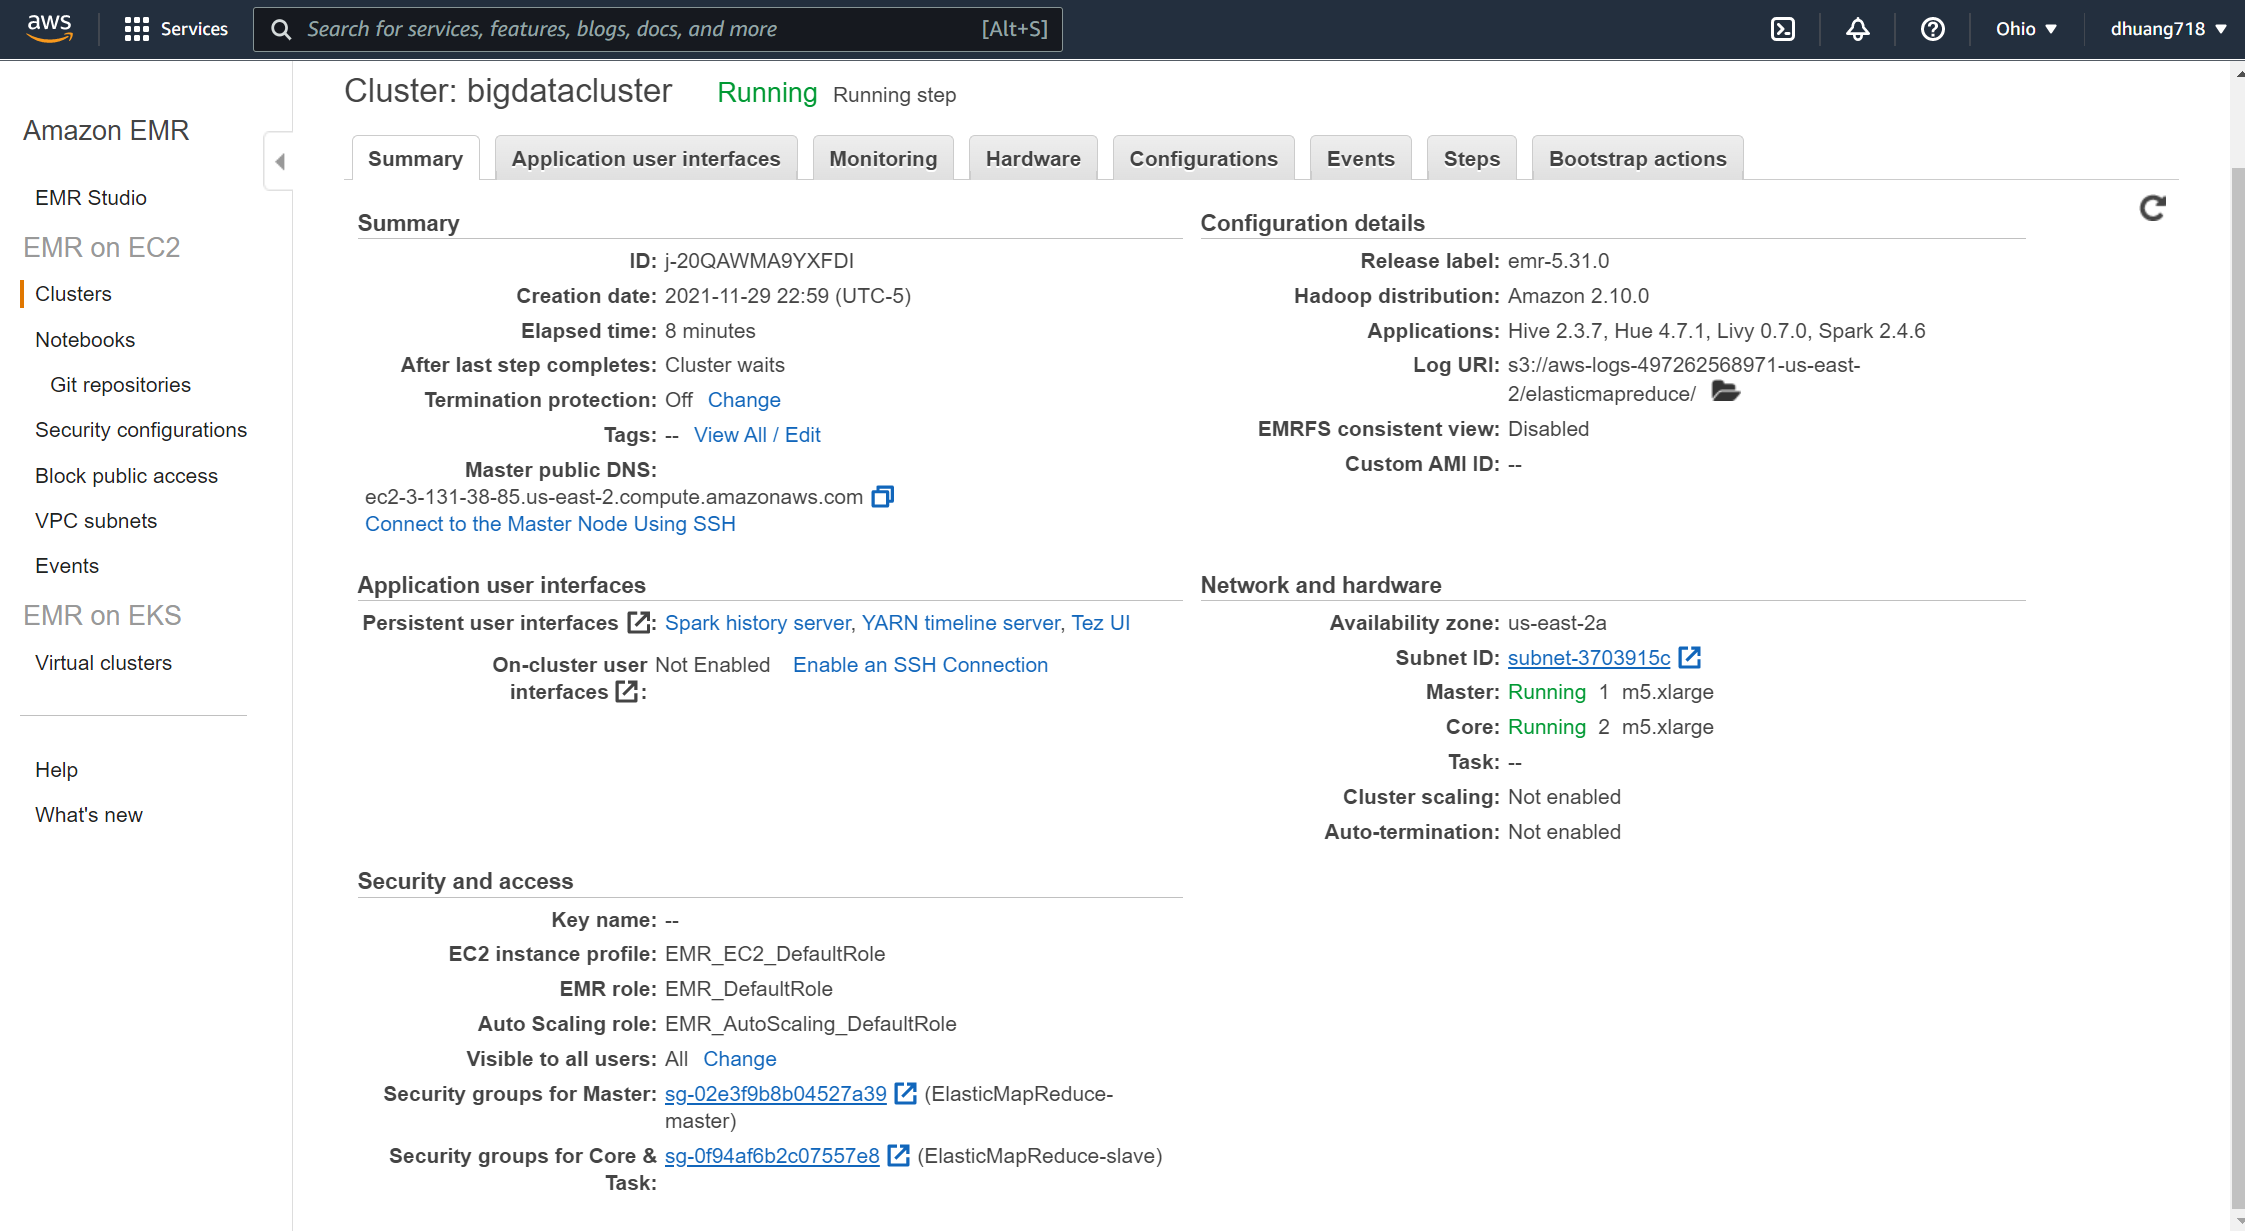 aws
Services
Search for services, features, blogs, docs, and more
[Alt+S]
Ohio
dhuang718
Amazon EMR
EMR Studio
EMR on EC2
Clusters
Notebooks
Git repositories
Security configurations
Block public access
VPC subnets
Events
EMR on EKS
Virtual clusters
Help
What's new
Cluster: bigdatacluster Running Running step
Summary Application user interfaces Monitoring Hardware Configurations Events Steps Bootstrap actions
Summary
ID: j-20QAWMA9YXFDI
Creation date: 2021-11-29 22:59 (UTC-5)
Elapsed time: 8 minutes
After last step completes: Cluster waits
Termination protection: Off Change
Tags: -- View All / Edit
Master public DNS:
ec2-3-131-38-85.us-east-2.compute.amazonaws.com
Connect to the Master Node Using SSH
Configuration details
Release label: emr-5.31.0
Hadoop distribution: Amazon 2.10.0
Applications: Hive 2.3.7, Hue 4.7.1, Livy 0.7.0, Spark 2.4.6
Log URI: s3://aws-logs-497262568971-us-east-
2/elasticmapreduce/
EMRFS consistent view: Disabled
Custom AMI ID: --
Application user interfaces
Persistent user interfaces : Spark history server, YARN timeline server, Tez UI
On-cluster user Not Enabled Enable an SSH Connection
interfaces :
Network and hardware
Availability zone: us-east-2a
Subnet ID: subnet-3703915c
Master: Running 1 m5.xlarge
Core: Running 2 m5.xlarge
Task: --
Cluster scaling: Not enabled
Auto-termination: Not enabled
Security and access
Key name: --
EC2 instance profile: EMR_EC2_DefaultRole
EMR role: EMR_DefaultRole
Auto Scaling role: EMR_AutoScaling_DefaultRole
Visible to all users: All Change
Security groups for Master: sg-02e3f9b8b04527a39 (ElasticMapReduce-
master)
Security groups for Core & sg-0f94af6b2c07557e8 (ElasticMapReduce-slave)
Task: